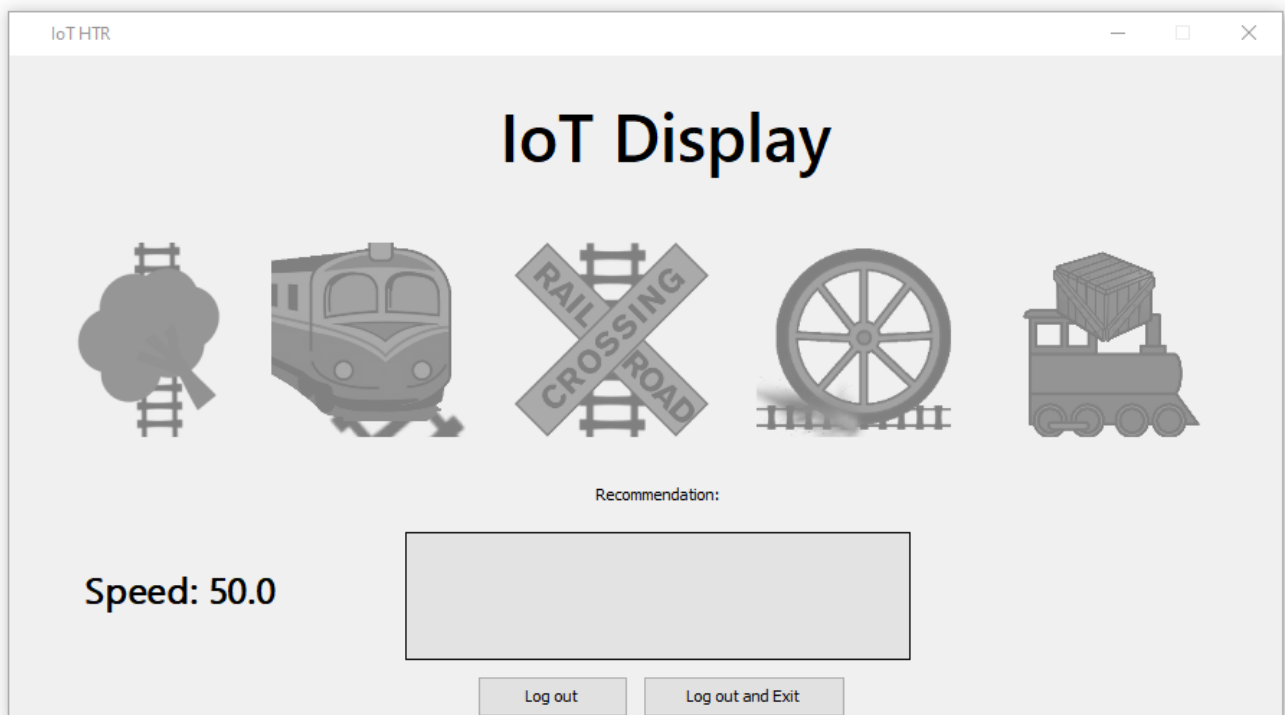 IoT HTR
IoT Display
RAIL
CROSSING
ROAD
Recommendation:
Speed: 50.0
Log out
Log out and Exit